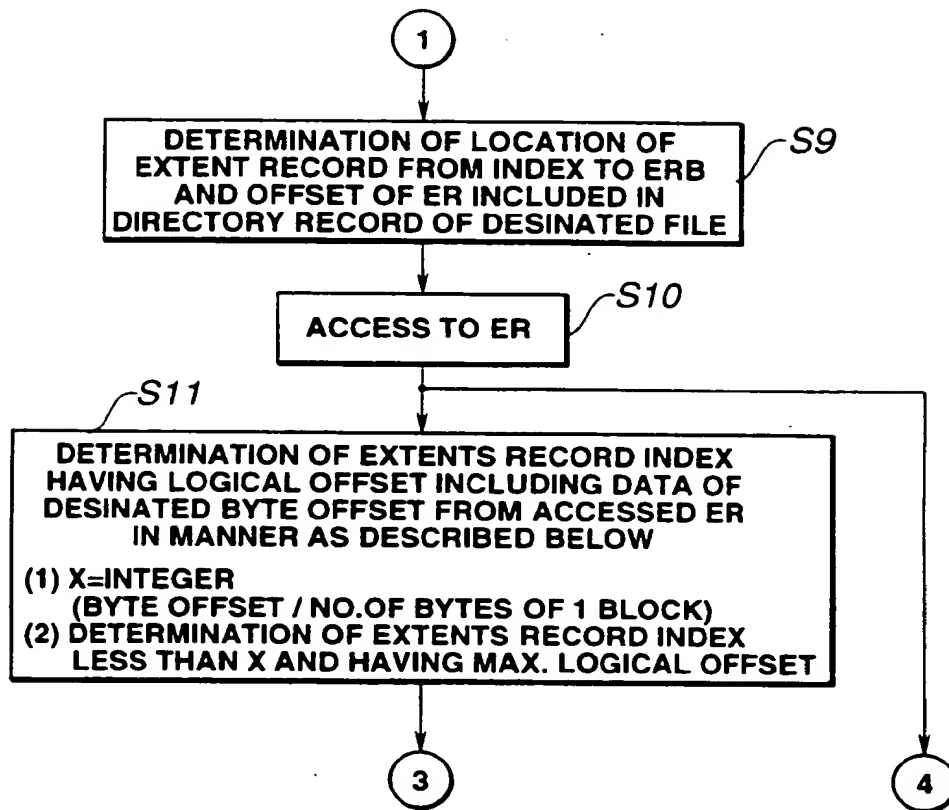 1
DETERMINATION OF LOCATION OF
EXTENT RECORD FROM INDEX TO ERB
AND OFFSET OF ER INCLUDED IN
DIRECTORY RECORD OF DESINATED FILE
S9
ACCESS TO ER
S10
S11
DETERMINATION OF EXTENTS RECORD INDEX
HAVING LOGICAL OFFSET INCLUDING DATA OF
DESINATED BYTE OFFSET FROM ACCESSED ER
IN MANNER AS DESCRIBED BELOW
(1) X=INTEGER
(BYTE OFFSET / NO.OF BYTES OF 1 BLOCK)
(2) DETERMINATION OF EXTENTS RECORD INDEX
LESS THAN X AND HAVING MAX. LOGICAL OFFSET
3
4